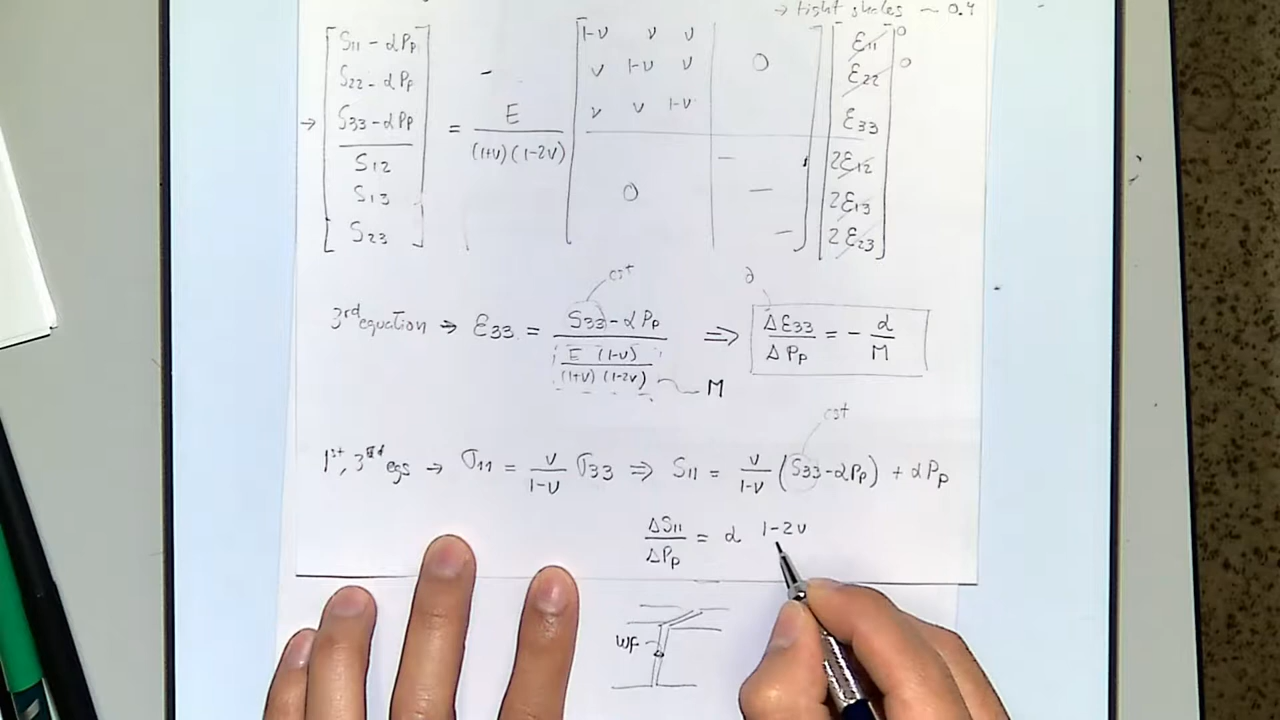 → tight shales ~ 0.4
S11 - αPp
S22 - αPp
→ S33 - αPp
S12
S13
S23
= E / (1+ν)(1-2ν)
1-ν ν ν
ν 1-ν ν 0
ν ν 1-ν
0
ε11 0
ε22 0
ε33
2ε12
2ε13
2ε23
cst
3rd equation → ε33 = (S33 - αPp) / (E (1-ν) / (1+ν)(1-2ν)) M ⇒ Δε33 / ΔPp = - α / M
cst
1st, 3rd eqs → σ11 = ν / 1-ν σ33 ⇒ S11 = ν / 1-ν (S33 - αPp) + αPp
ΔS11 / ΔPp = α 1-2ν
WF